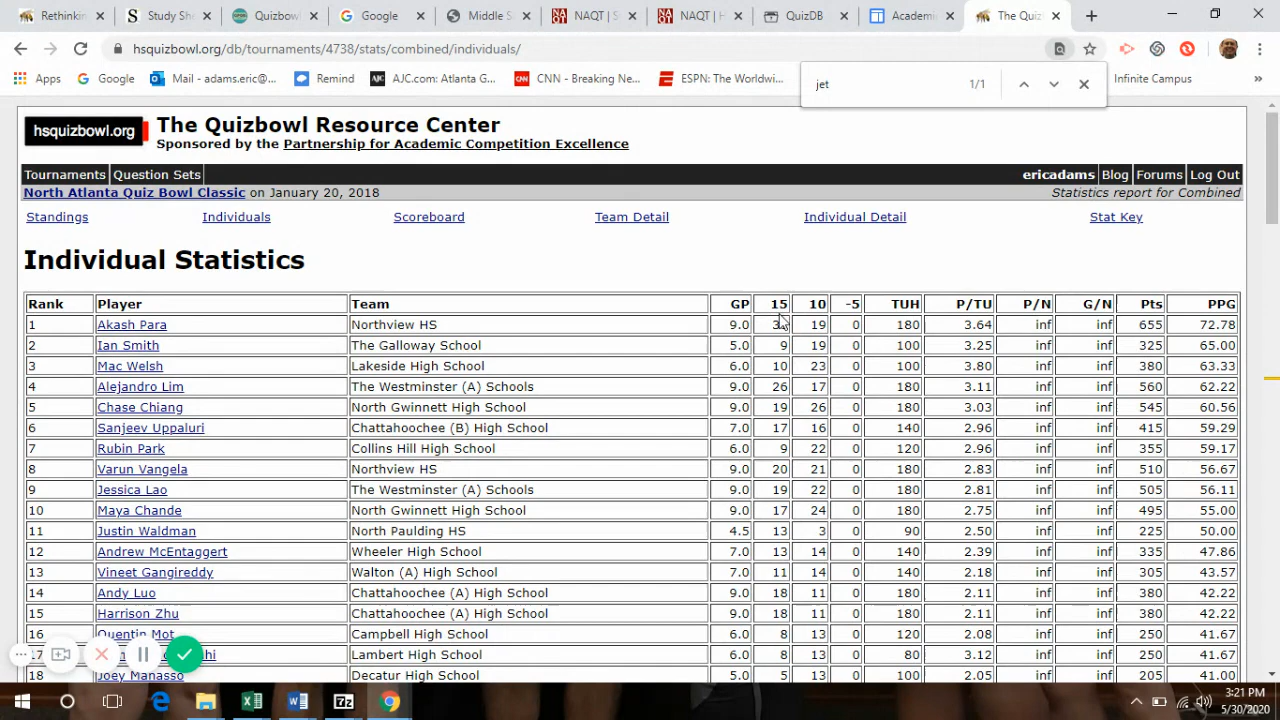 Rethinkin
Study Sh
Quizbowl
Google
Middle S
NAQT | S
NAQT | H
QuizDB
Academi
The Quiz
hsquizbowl.org/db/tournaments/4738/stats/combined/individuals/
Apps Google Mail - adams.eric@... Remind AJC.com: Atlanta G... CNN - Breaking Ne... ESPN: The Worldwi... Infinite Campus »
jet 1/1
hsquizbowl.org
The Quizbowl Resource Center
Sponsored by the Partnership for Academic Competition Excellence
Tournaments Question Sets ericadams Blog Forums Log Out
North Atlanta Quiz Bowl Classic on January 20, 2018 Statistics report for Combined
Standings Individuals Scoreboard Team Detail Individual Detail Stat Key
Individual Statistics
Rank Player Team GP 15 10 -5 TUH P/TU P/N G/N Pts PPG
1 Akash Para Northview HS 9.0 19 0 180 3.64 inf inf 655 72.78
2 Ian Smith The Galloway School 5.0 9 19 0 100 3.25 inf inf 325 65.00
3 Mac Welsh Lakeside High School 6.0 10 23 0 100 3.80 inf inf 380 63.33
4 Alejandro Lim The Westminster (A) Schools 9.0 26 17 0 180 3.11 inf inf 560 62.22
5 Chase Chiang North Gwinnett High School 9.0 19 26 0 180 3.03 inf inf 545 60.56
6 Sanjeev Uppaluri Chattahoochee (B) High School 7.0 17 16 0 140 2.96 inf inf 415 59.29
7 Rubin Park Collins Hill High School 6.0 9 22 0 120 2.96 inf inf 355 59.17
8 Varun Vangela Northview HS 9.0 20 21 0 180 2.83 inf inf 510 56.67
9 Jessica Lao The Westminster (A) Schools 9.0 19 22 0 180 2.81 inf inf 505 56.11
10 Maya Chande North Gwinnett High School 9.0 17 24 0 180 2.75 inf inf 495 55.00
11 Justin Waldman North Paulding HS 4.5 13 3 0 90 2.50 inf inf 225 50.00
12 Andrew McEntaggert Wheeler High School 7.0 13 14 0 140 2.39 inf inf 335 47.86
13 Vineet Gangireddy Walton (A) High School 7.0 11 14 0 140 2.18 inf inf 305 43.57
14 Andy Luo Chattahoochee (A) High School 9.0 18 11 0 180 2.11 inf inf 380 42.22
15 Harrison Zhu Chattahoochee (A) High School 9.0 18 11 0 180 2.11 inf inf 380 42.22
16 Quentin Mot Campbell High School 6.0 8 13 0 120 2.08 inf inf 250 41.67
17 Lambert High School 6.0 8 13 0 80 3.12 inf inf 250 41.67
18 Joey Manasso Decatur High School 5.0 5 13 0 100 2.05 inf inf 205 41.00
3:21 PM
5/30/2020